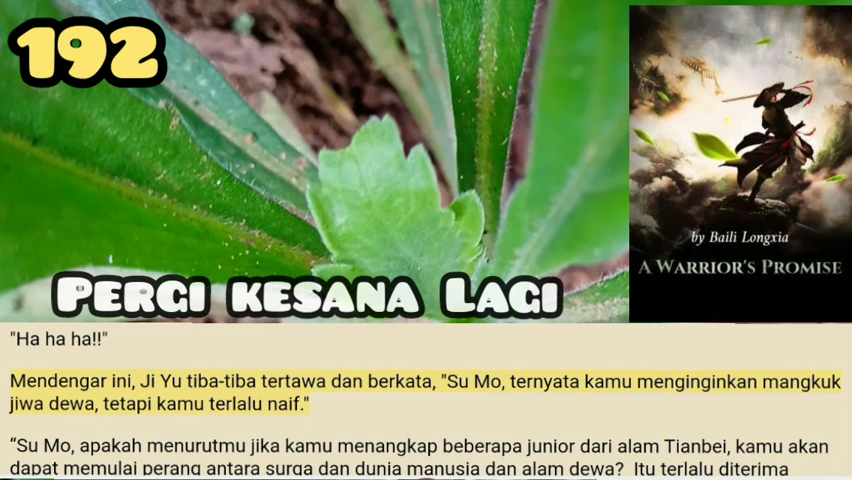 192
by Baili Longxia
A WARRIOR'S PROMISE
PERGI KESANA LAGI
"Ha ha ha!!"
Mendengar ini, Ji Yu tiba-tiba tertawa dan berkata, "Su Mo, ternyata kamu menginginkan mangkuk
jiwa dewa, tetapi kamu terlalu naif."
“Su Mo, apakah menurutmu jika kamu menangkap beberapa junior dari alam Tianbei, kamu akan
dapat memulai perang antara surga dan dunia manusia dan alam dewa? Itu terlalu diterima